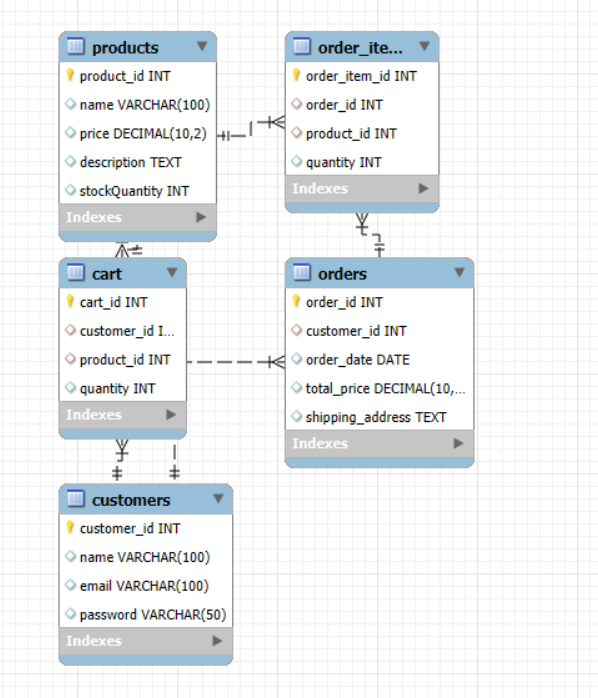 products
product_id INT
name VARCHAR(100)
price DECIMAL(10,2)
description TEXT
stockQuantity INT
Indexes
order_ite...
order_item_id INT
order_id INT
product_id INT
quantity INT
Indexes
cart
cart_id INT
customer_id I...
product_id INT
quantity INT
Indexes
orders
order_id INT
customer_id INT
order_date DATE
total_price DECIMAL(10,...
shipping_address TEXT
Indexes
customers
customer_id INT
name VARCHAR(100)
email VARCHAR(100)
password VARCHAR(50)
Indexes